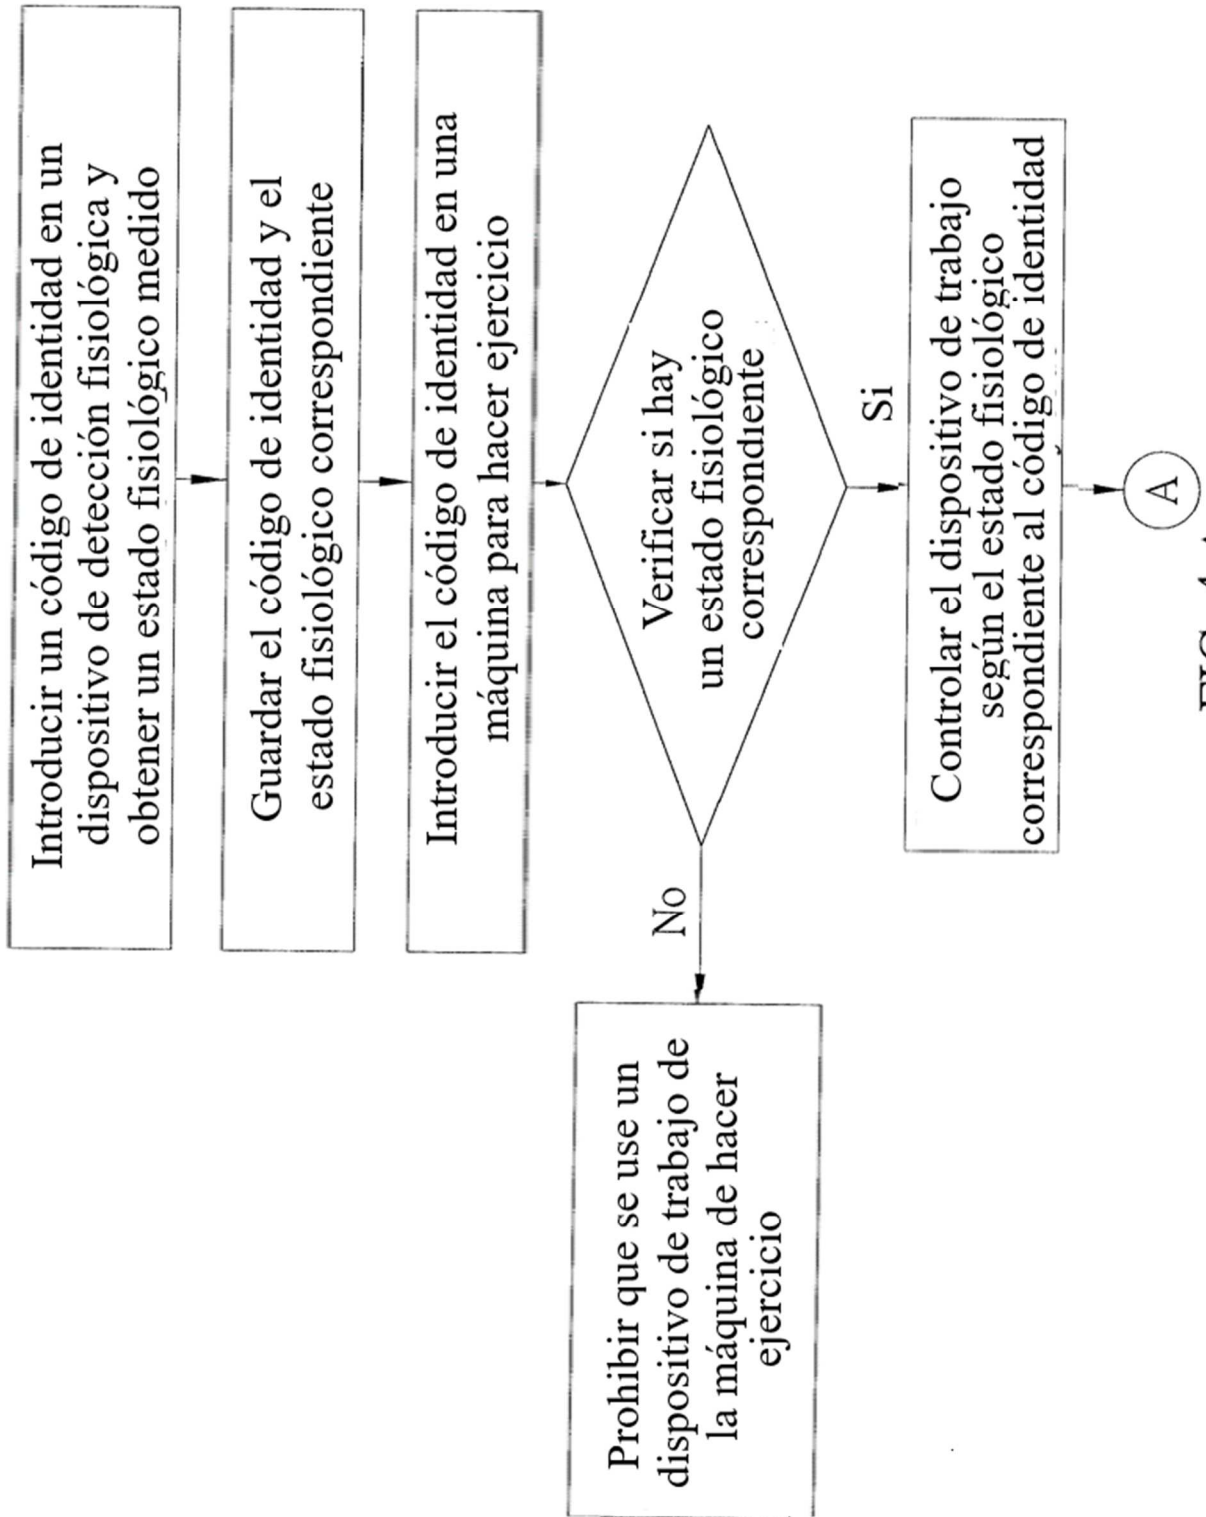 Introducir un código de identidad en un
dispositivo de detección fisiológica y
obtener un estado fisiológico medido
Guardar el código de identidad y el
estado fisiológico correspondiente
Introducir el código de identidad en una
máquina para hacer ejercicio
Verificar si hay
un estado fisiológico
correspondiente
No
Prohibir que se use un
dispositivo de trabajo de
la máquina de hacer
ejercicio
Si
Controlar el dispositivo de trabajo
según el estado fisiológico
correspondiente al código de identidad
A